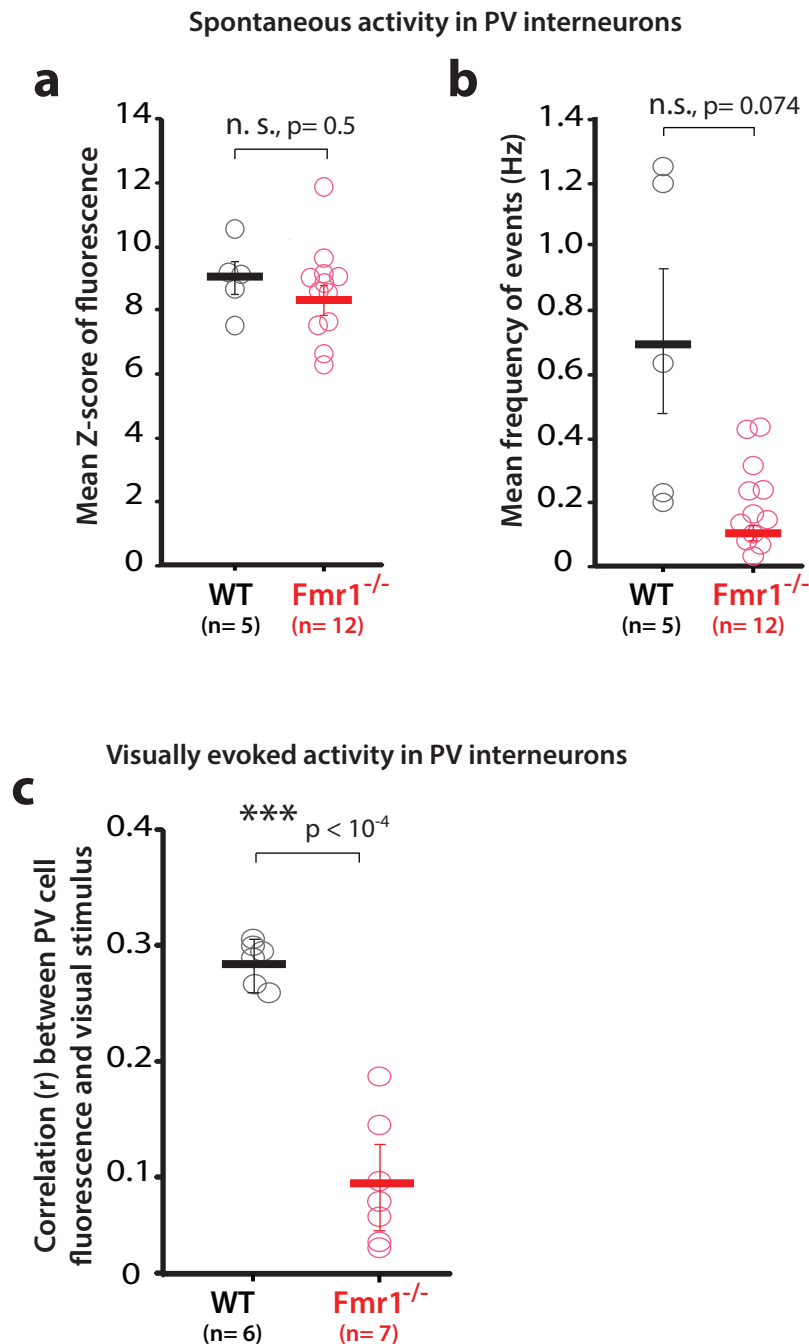 Spontaneous activity in PV interneurons
a
n. s., p= 0.5
Mean Z-score of fluorescence
14
12
10
8
6
4
2
0
WT
(n= 5)
Fmr1⁻/⁻
(n= 12)
b
n.s., p= 0.074
Mean frequency of events (Hz)
1.4
1.2
1.0
0.8
0.6
0.4
0.2
0
WT
(n= 5)
Fmr1⁻/⁻
(n= 12)
Visually evoked activity in PV interneurons
c
*** p < 10⁻⁴
Correlation (r) between PV cell
fluorescence and visual stimulus
0.4
0.3
0.2
0.1
0
WT
(n= 6)
Fmr1⁻/⁻
(n= 7)